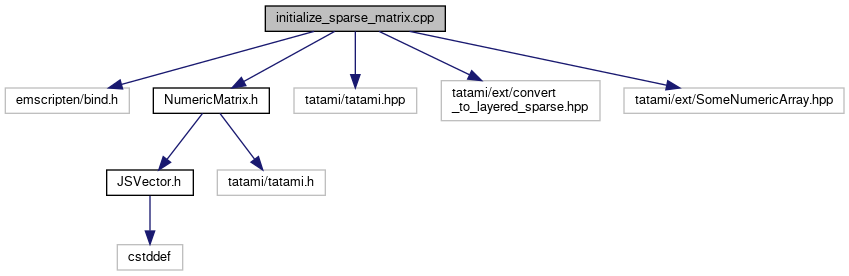 initialize_sparse_matrix.cpp
emscripten/bind.h
NumericMatrix.h
tatami/tatami.hpp
tatami/ext/convert
_to_layered_sparse.hpp
tatami/ext/SomeNumericArray.hpp
JSVector.h
tatami/tatami.h
cstddef